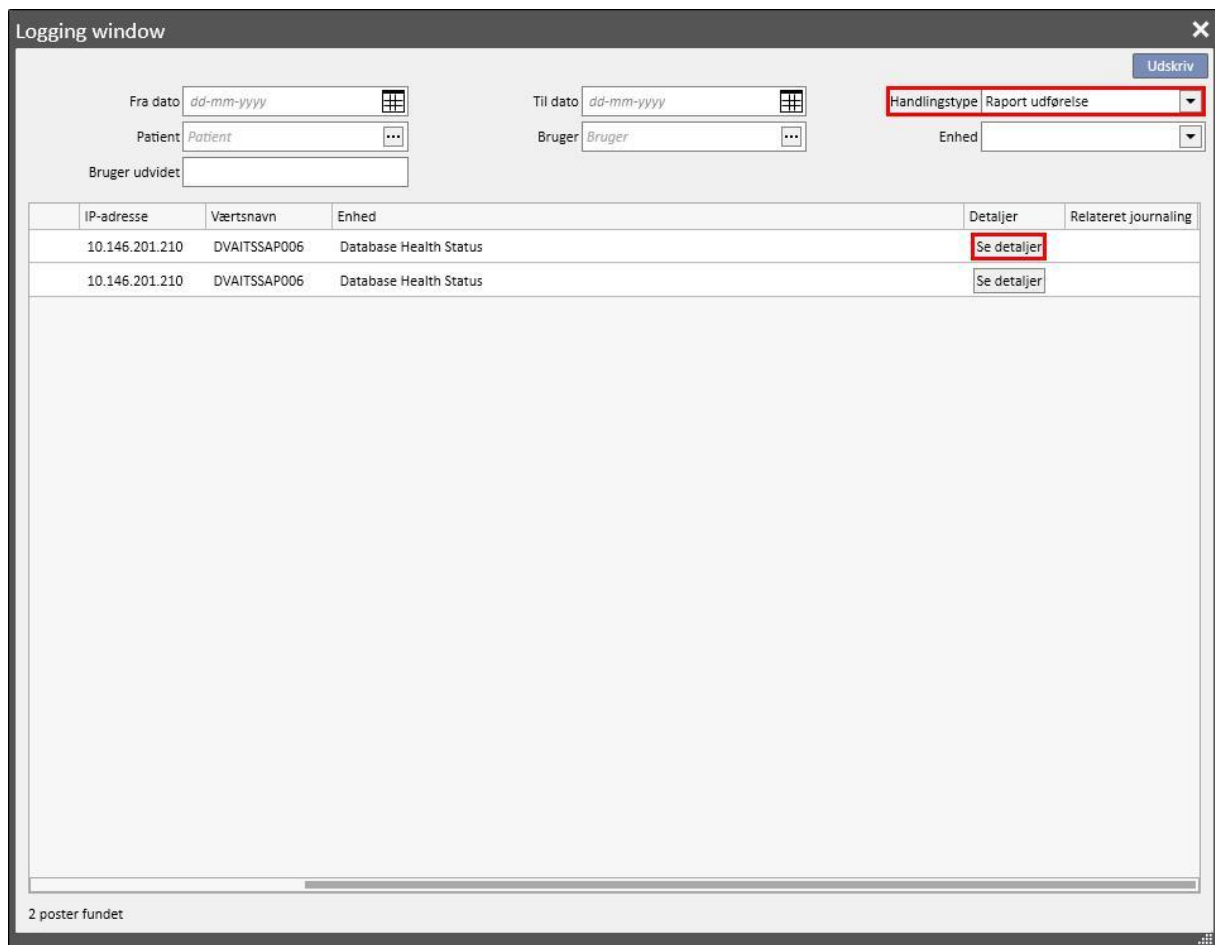 Logging window
Udskriv
Fra dato dd-mm-yyyy Til dato dd-mm-yyyy Handlingstype Raport udførelse
Patient Patient Bruger Bruger Enhed
Bruger udvidet
IP-adresse Værtsnavn Enhed Detaljer Relateret journaling
10.146.201.210 DVAITSSAP006 Database Health Status Se detaljer
10.146.201.210 DVAITSSAP006 Database Health Status Se detaljer
2 poster fundet